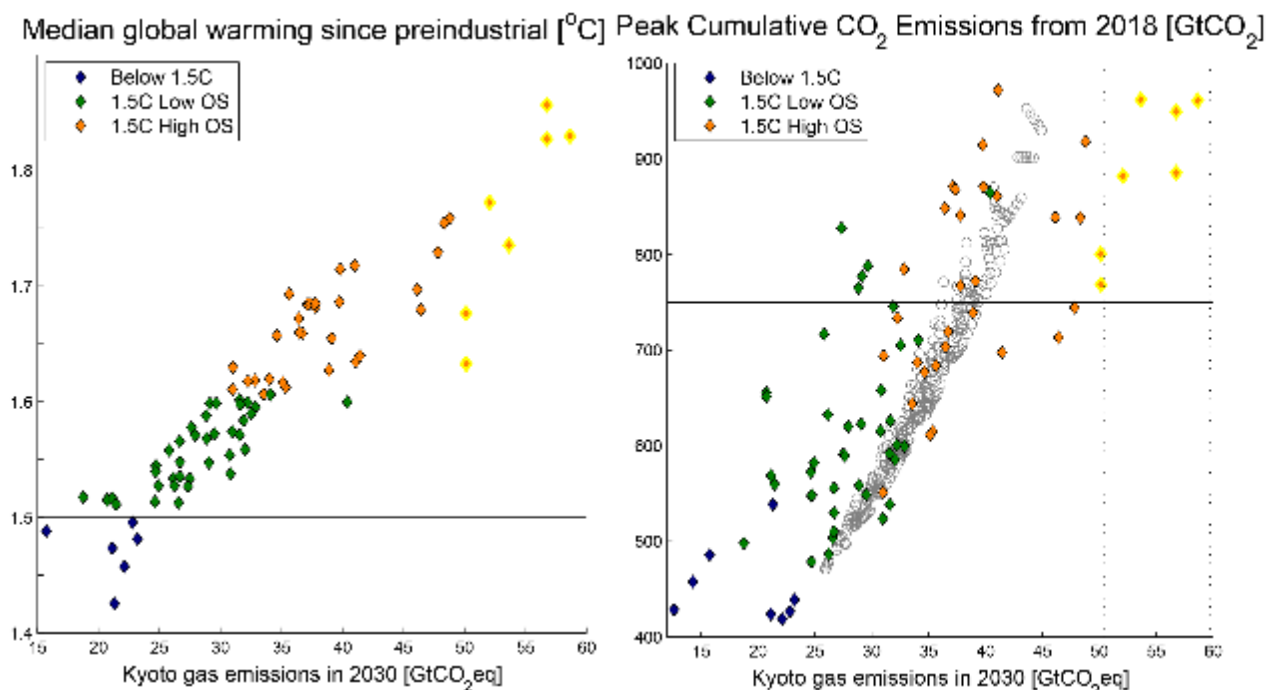 Median global warming since preindustrial [°C]
Below 1.5C
1.5C Low OS
1.5C High OS
1.8
1.7
1.6
1.5
1.4
15 20 25 30 35 40 45 50 55 60
Kyoto gas emissions in 2030 [GtCO₂eq]
Peak Cumulative CO₂ Emissions from 2018 [GtCO₂]
Below 1.5C
1.5C Low OS
1.5C High OS
1000
900
800
700
600
500
400
15 20 25 30 35 40 45 50 55 60
Kyoto gas emissions in 2030 [GtCO₂eq]